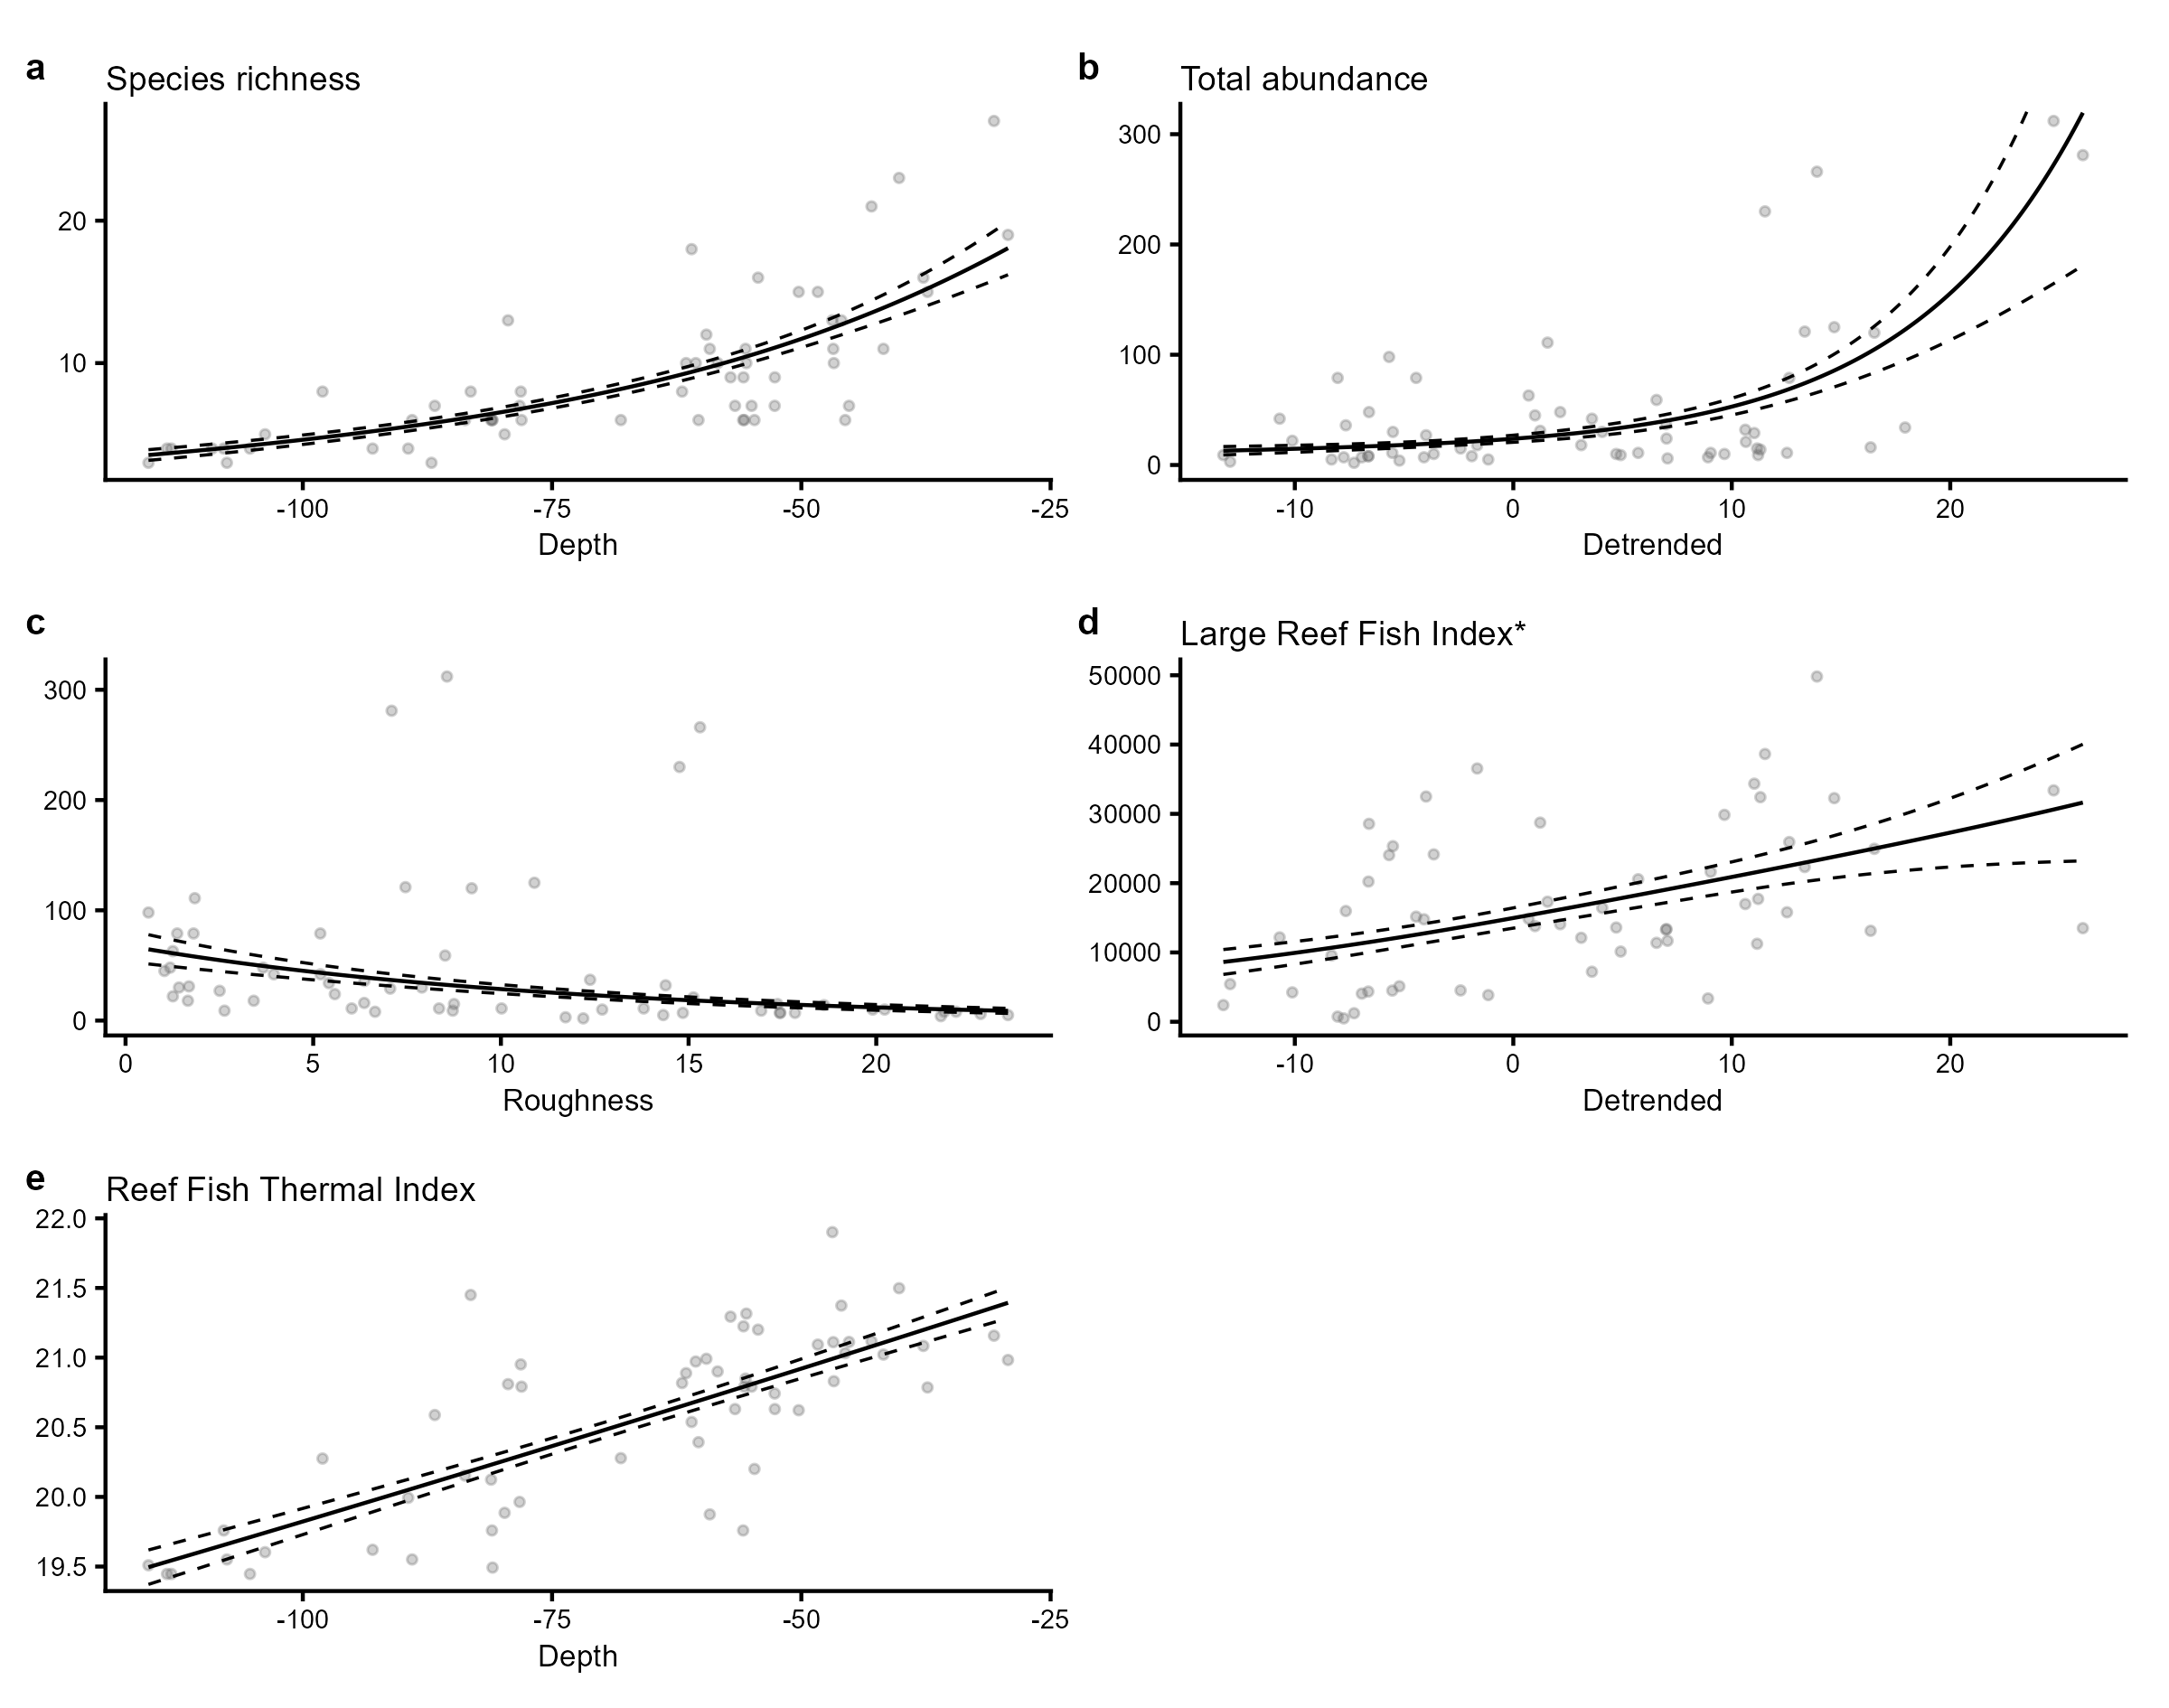 a
Species richness
20
10
-100 -75 -50 -25
Depth
b
Total abundance
300
200
100
0
-10 0 10 20
Detrended
c
300
200
100
0
0 5 10 15 20
Roughness
d
Large Reef Fish Index*
50000
40000
30000
20000
10000
0
-10 0 10 20
Detrended
e
Reef Fish Thermal Index
22.0
21.5
21.0
20.5
20.0
19.5
-100 -75 -50 -25
Depth